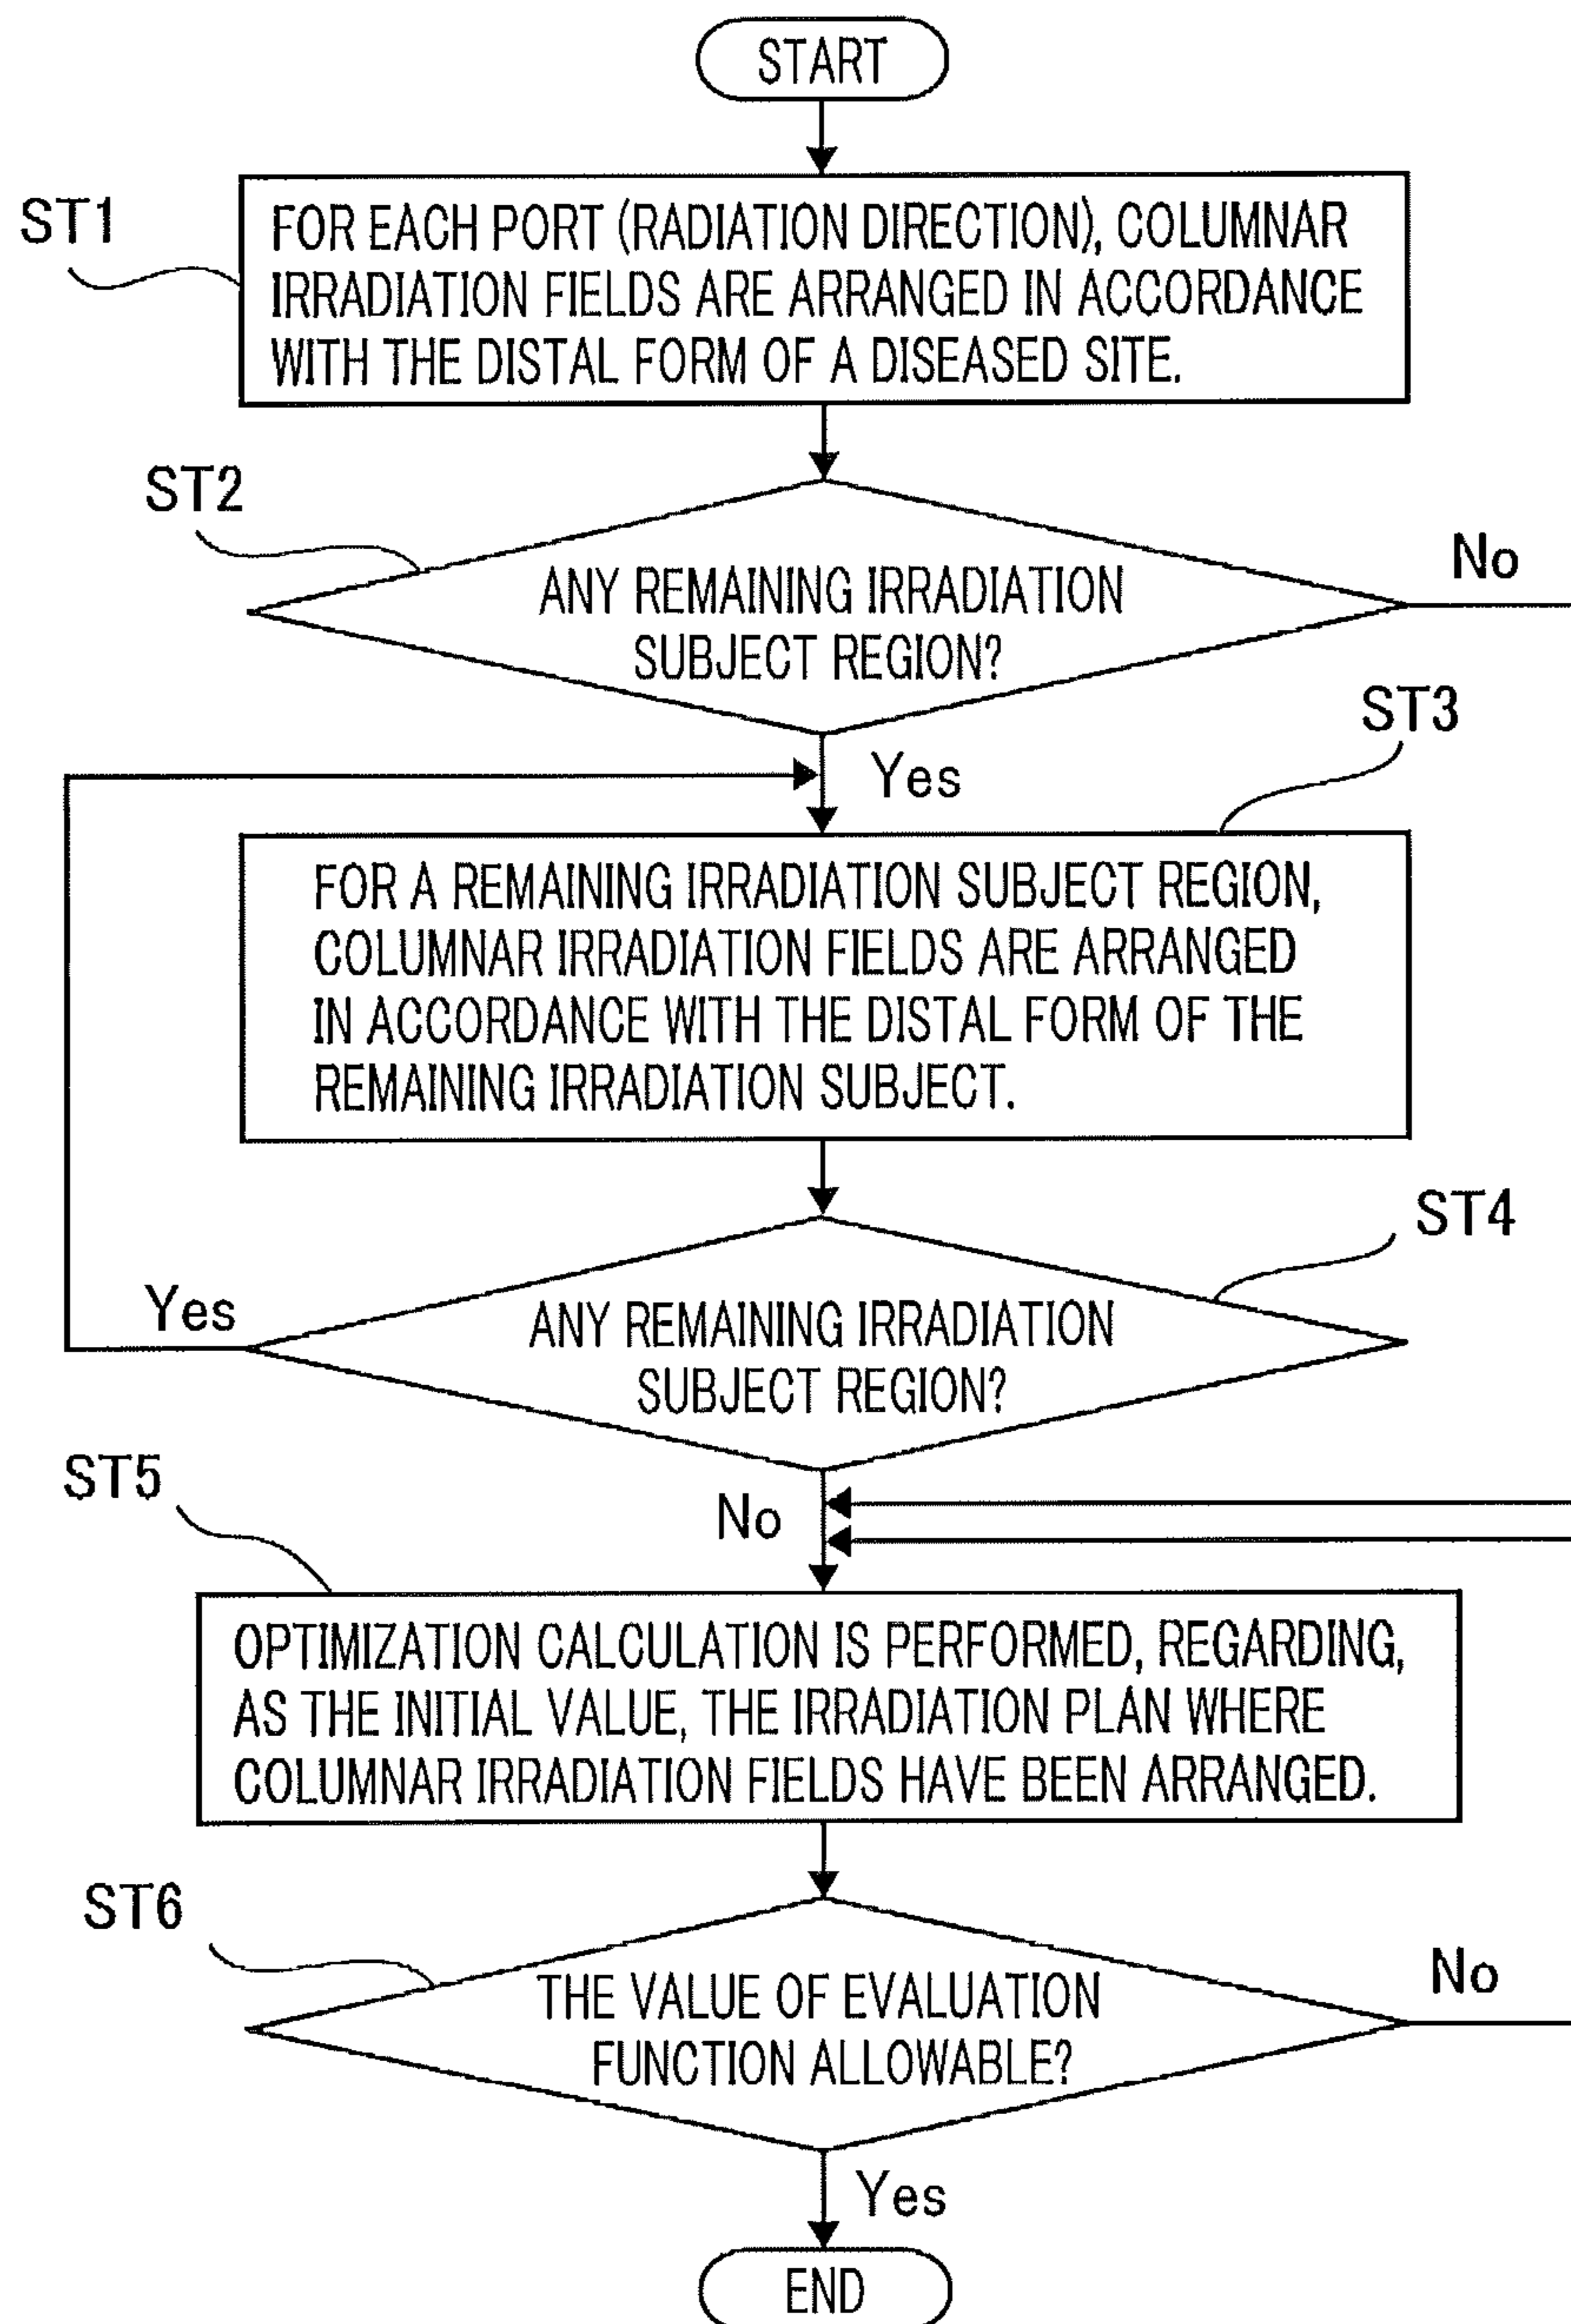 START
ST1
FOR EACH PORT (RADIATION DIRECTION), COLUMNAR
IRRADIATION FIELDS ARE ARRANGED IN ACCORDANCE
WITH THE DISTAL FORM OF A DISEASED SITE.
ST2
No
ANY REMAINING IRRADIATION
SUBJECT REGION?
ST3
Yes
FOR A REMAINING IRRADIATION SUBJECT REGION,
COLUMNAR IRRADIATION FIELDS ARE ARRANGED
IN ACCORDANCE WITH THE DISTAL FORM OF THE
REMAINING IRRADIATION SUBJECT.
ST4
Yes
ANY REMAINING IRRADIATION
SUBJECT REGION?
ST5
No
OPTIMIZATION CALCULATION IS PERFORMED, REGARDING,
AS THE INITIAL VALUE, THE IRRADIATION PLAN WHERE
COLUMNAR IRRADIATION FIELDS HAVE BEEN ARRANGED.
ST6
No
THE VALUE OF EVALUATION
FUNCTION ALLOWABLE?
Yes
END